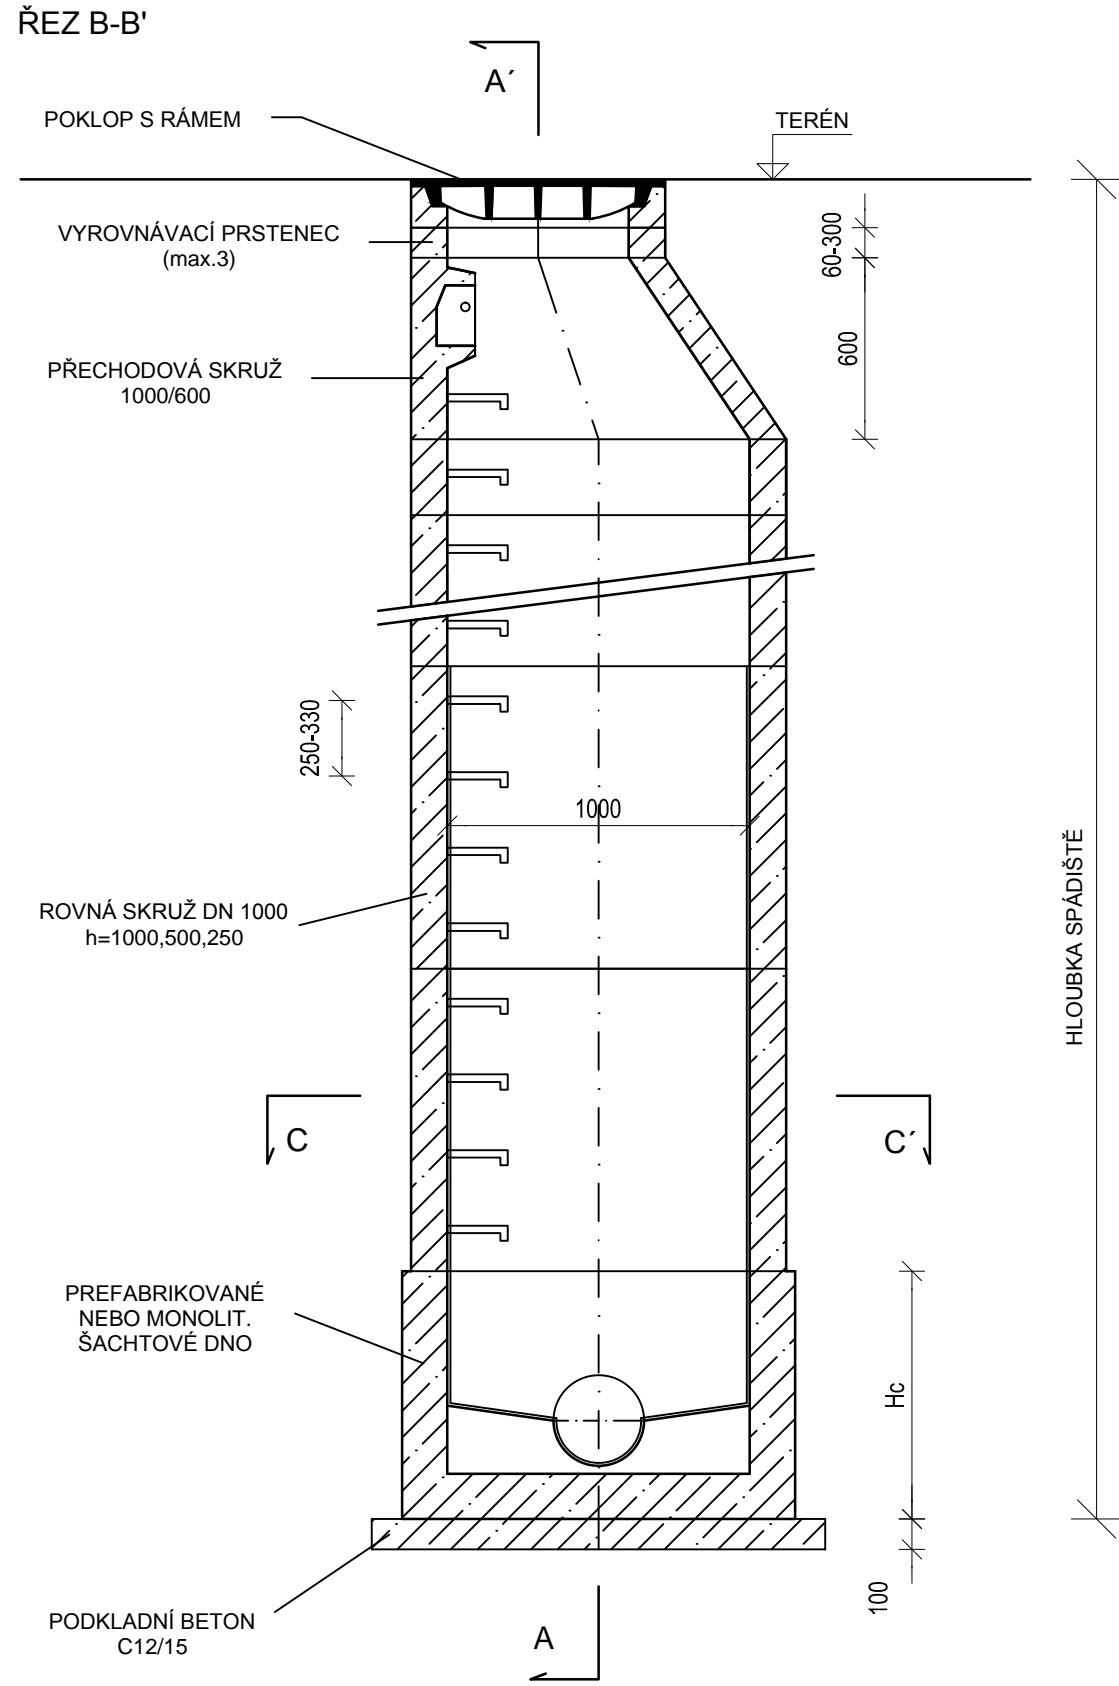 ŘEZ B-B'
A´
POKLOP S RÁMEM
TERÉN
VYROVNÁVACÍ PRSTENEC
(max.3)
60-300
PŘECHODOVÁ SKRUŽ
1000/600
600
250-330
1000
ROVNÁ SKRUŽ DN 1000
h=1000,500,250
HLOUBKA SPÁDIŠTĚ
C
C´
PREFABRIKOVANÉ
NEBO MONOLIT.
ŠACHTOVÉ DNO
Hc
100
PODKLADNÍ BETON
C12/15
A